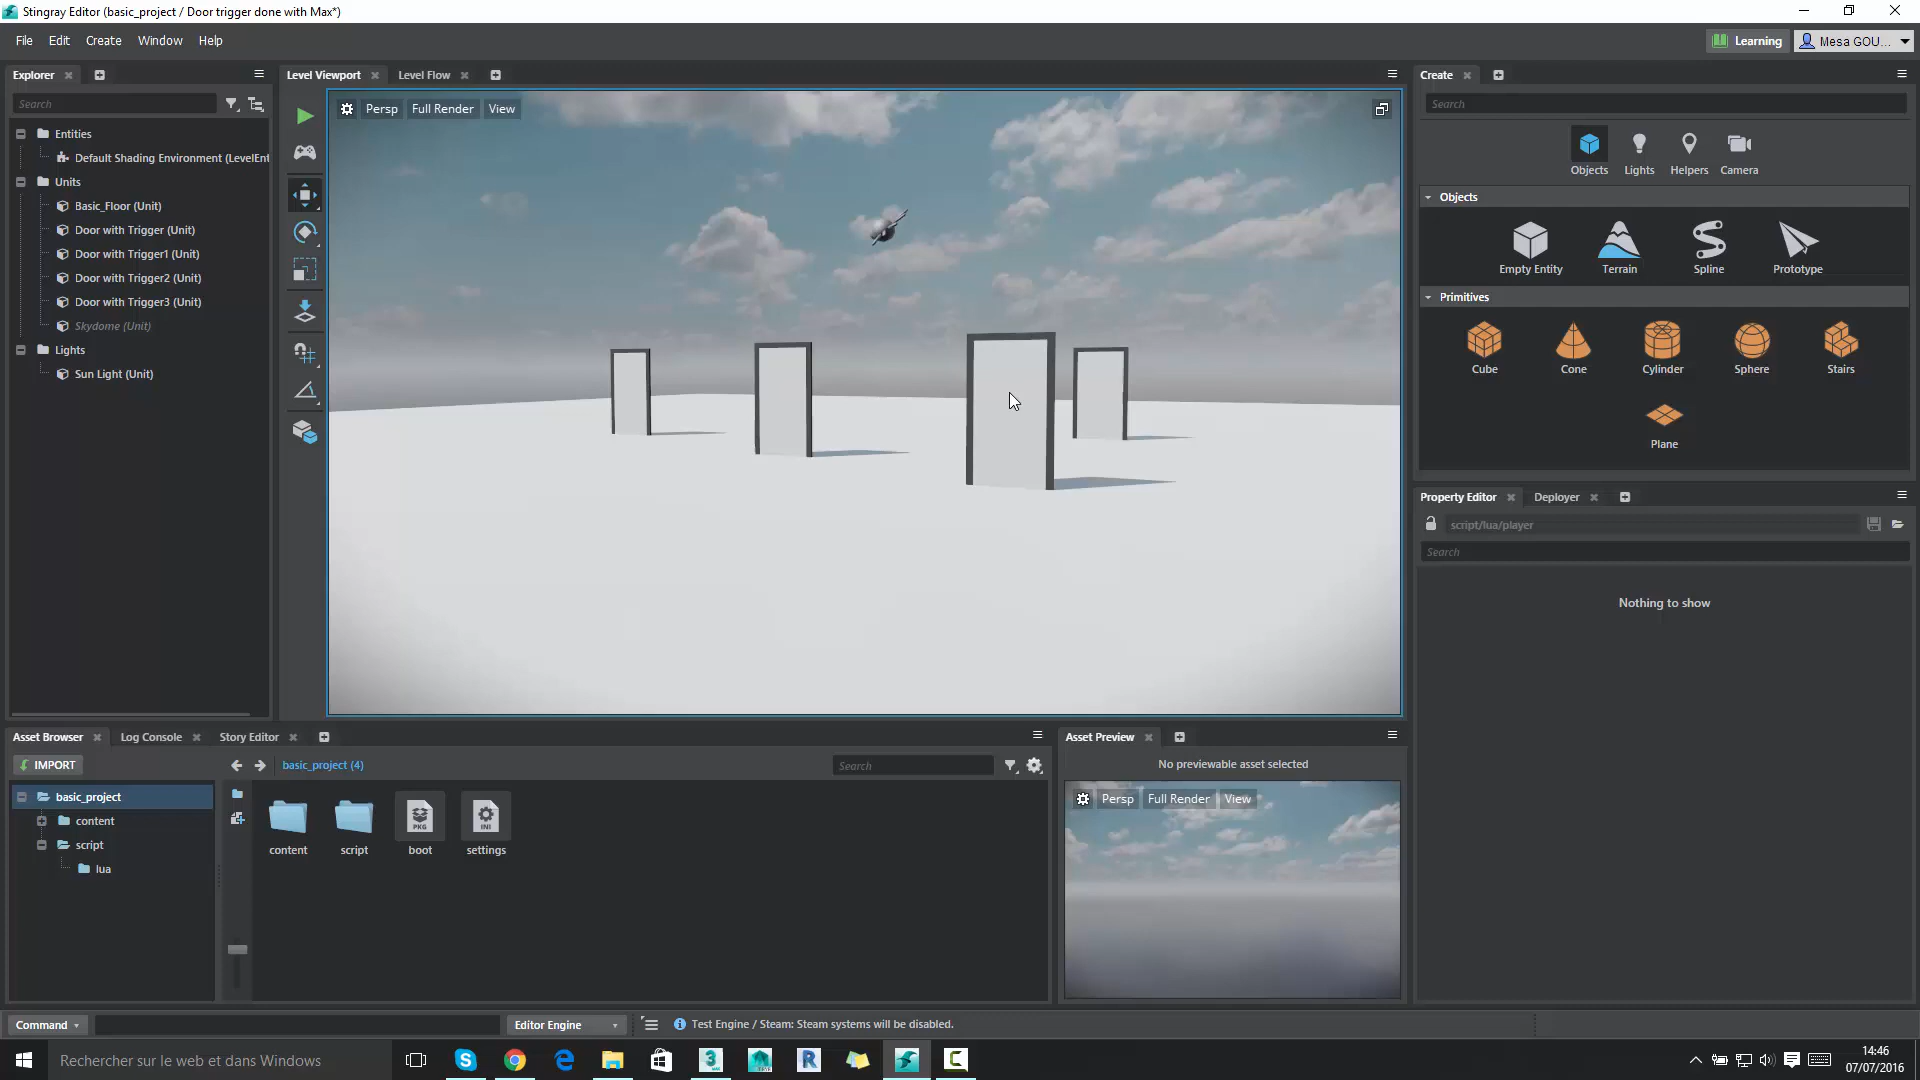 Stingray Editor (basic_project / Door trigger done with Max*)
File Edit Create Window Help
Learning
Mesa GOU...
Explorer
Search
Entities
Default Shading Environment (LevelEnt
Units
Basic_Floor (Unit)
Door with Trigger (Unit)
Door with Trigger1 (Unit)
Door with Trigger2 (Unit)
Door with Trigger3 (Unit)
Skydome (Unit)
Lights
Sun Light (Unit)
Level Viewport
Level Flow
Persp Full Render View
Create
Search
Objects Lights Helpers Camera
Objects
Empty Entity Terrain Spline Prototype
Primitives
Cube Cone Cylinder Sphere Stairs
Plane
Property Editor Deployer
script/lua/player
Search
Nothing to show
Asset Browser Log Console Story Editor
IMPORT
basic_project
content
script
lua
basic_project (4)
Search
PKG
INI
content script boot settings
Asset Preview
No previewable asset selected
Persp Full Render View
Command
Editor Engine
Test Engine / Steam: Steam systems will be disabled.
Rechercher sur le web et dans Windows
14:46
07/07/2016